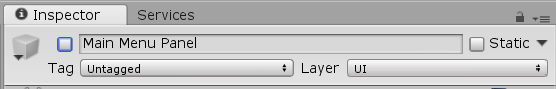 Inspector Services
Main Menu Panel Static
Tag Untagged Layer UI